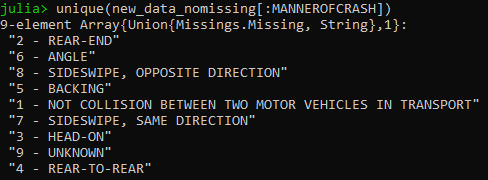 julia> unique(new_data_nomissing[:MANNEROFCRASH])
9-element Array{Union{Missings.Missing, String},1}:
"2 - REAR-END"
"6 - ANGLE"
"8 - SIDESWIPE, OPPOSITE DIRECTION"
"5 - BACKING"
"1 - NOT COLLISION BETWEEN TWO MOTOR VEHICLES IN TRANSPORT"
"7 - SIDESWIPE, SAME DIRECTION"
"3 - HEAD-ON"
"9 - UNKNOWN"
"4 - REAR-TO-REAR"